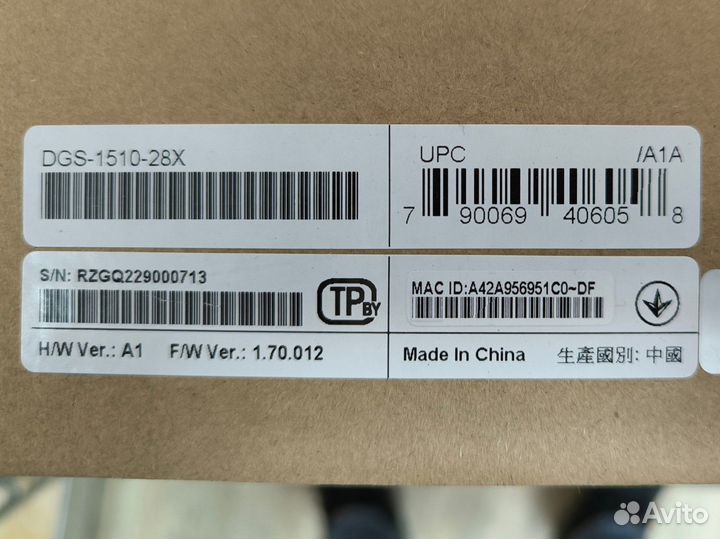 DGS-1510-28X
UPC /A1A
7 90069 40605 8
S/N: RZGQ229000713
TP BY
MAC ID:A42A956951C0~DF
H/W Ver.: A1 F/W Ver.: 1.70.012
Made In China 生產國別: 中國
Avito